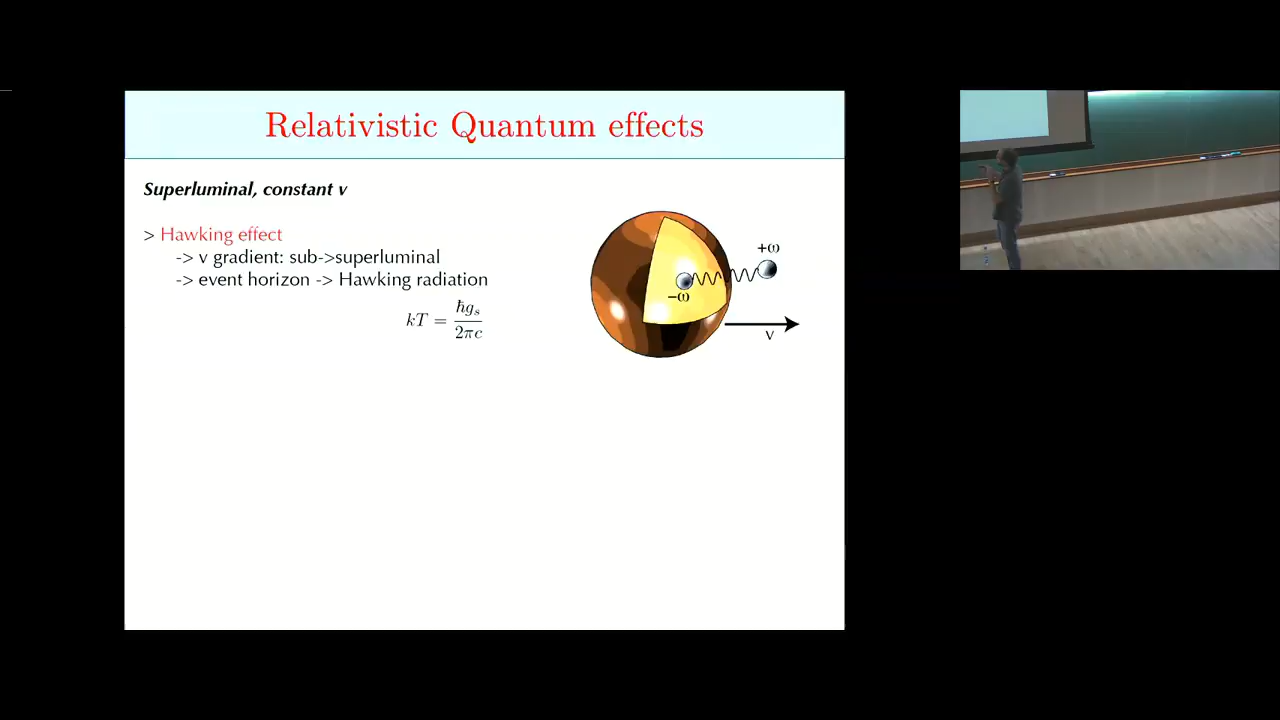 Relativistic Quantum effects
Superluminal, constant v
> Hawking effect
-> v gradient: sub->superluminal
-> event horizon -> Hawking radiation
kT = ħg_s / 2πc
+ω
−ω
v